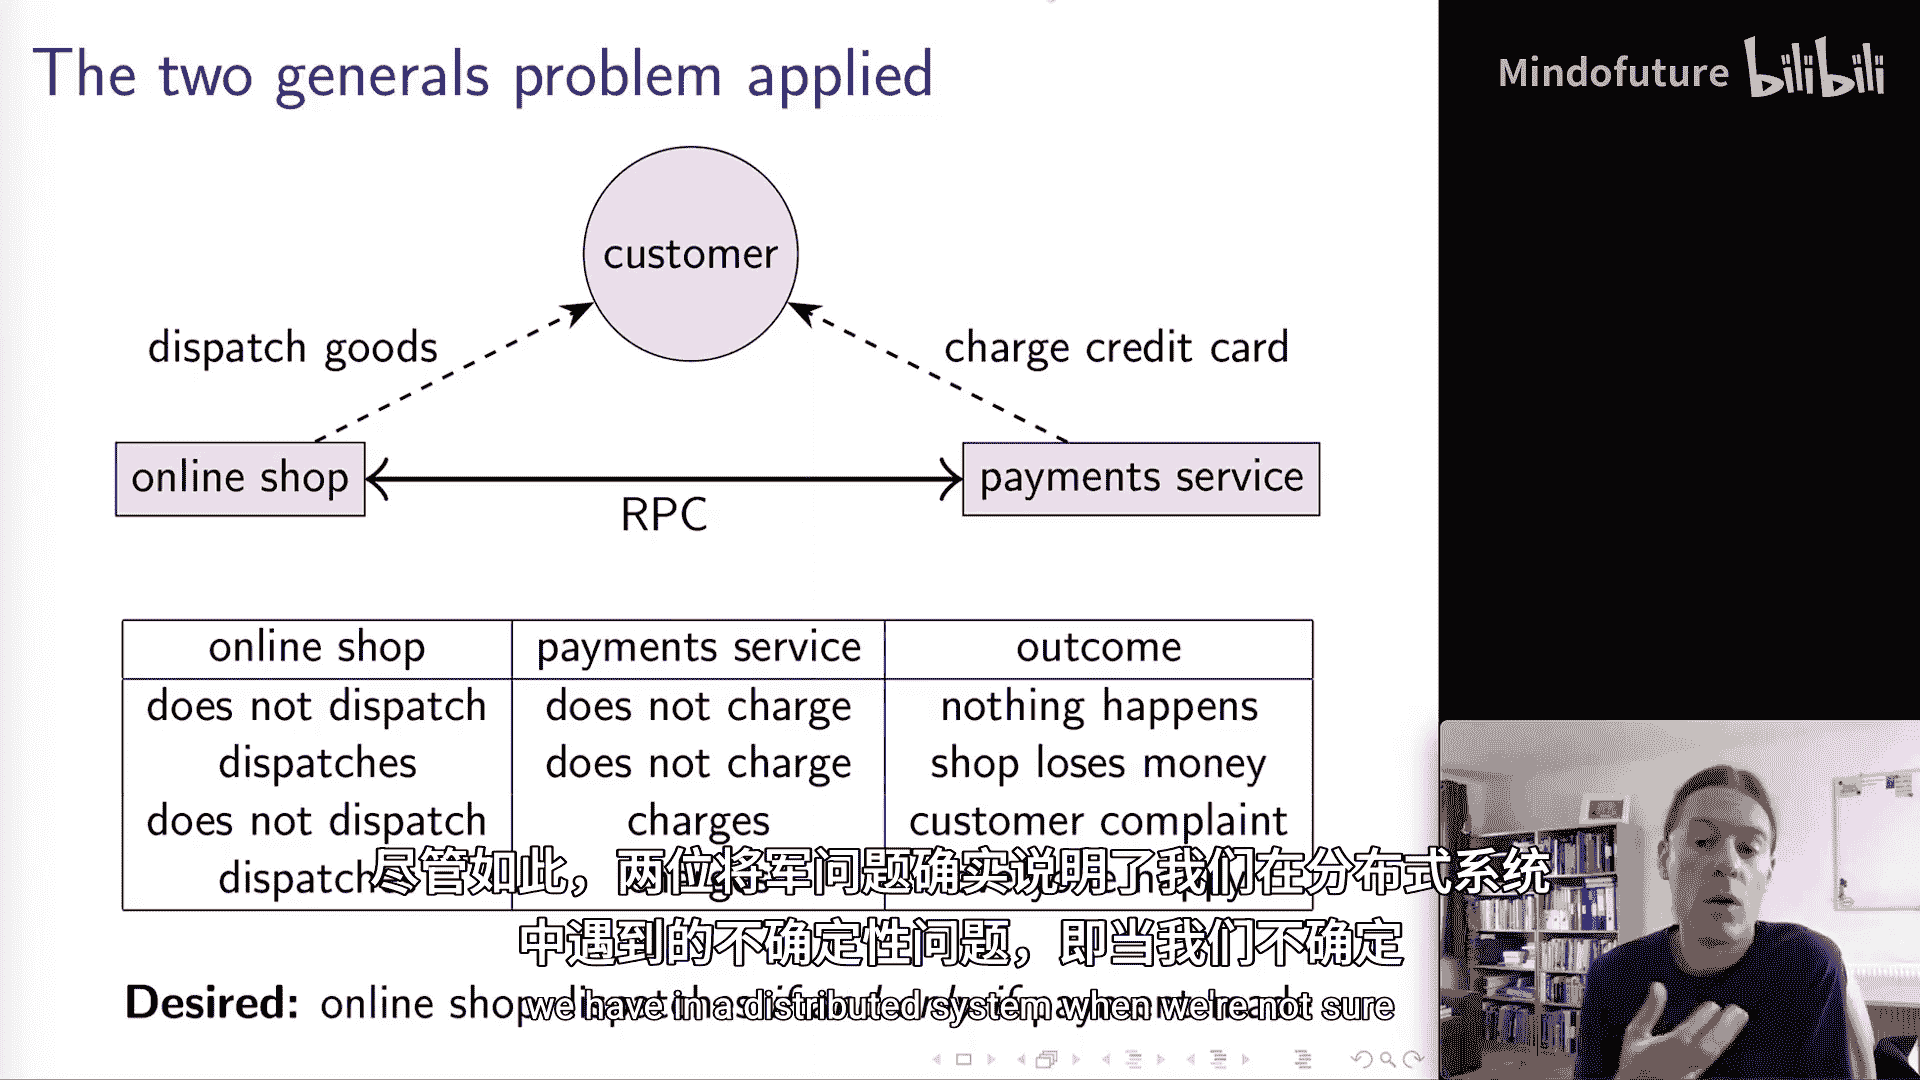 The two generals problem applied
Mindofuture bilibili
customer
dispatch goods
charge credit card
online shop
payments service
RPC
online shop payments service outcome
does not dispatch does not charge nothing happens
dispatches does not charge shop loses money
does not dispatch charges customer complaint
尽管如此，两位将军问题确实说明了我们在分布式系统
中遇到的不确定性问题，即当我们不确定
Desired: online shop
we have in a distributed system when we're not sure